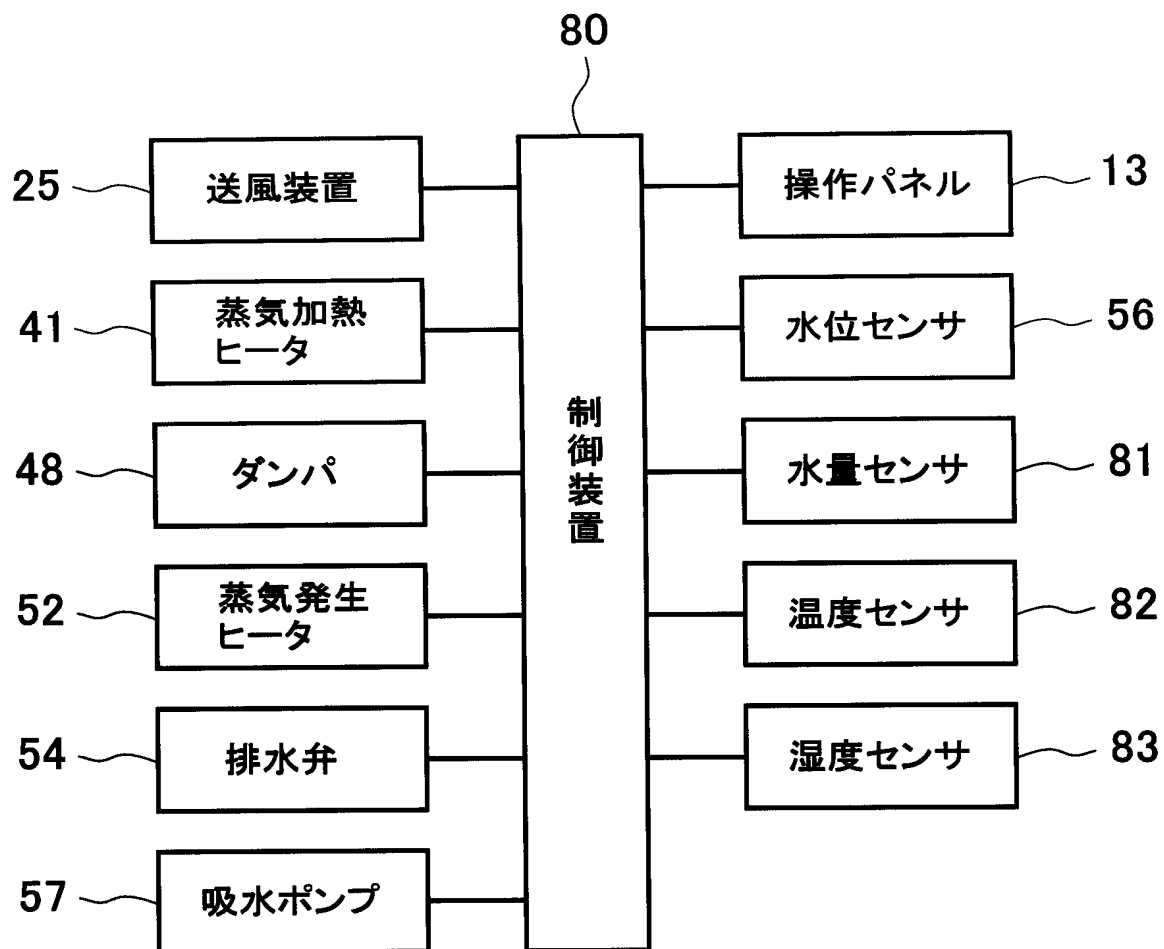 80
25
送風装置
操作パネル
13
41
蒸気加熱
ヒータ
水位センサ
56
制御装置
48
ダンパ
水量センサ
81
52
蒸気発生
ヒータ
温度センサ
82
54
排水弁
湿度センサ
83
57
吸水ポンプ